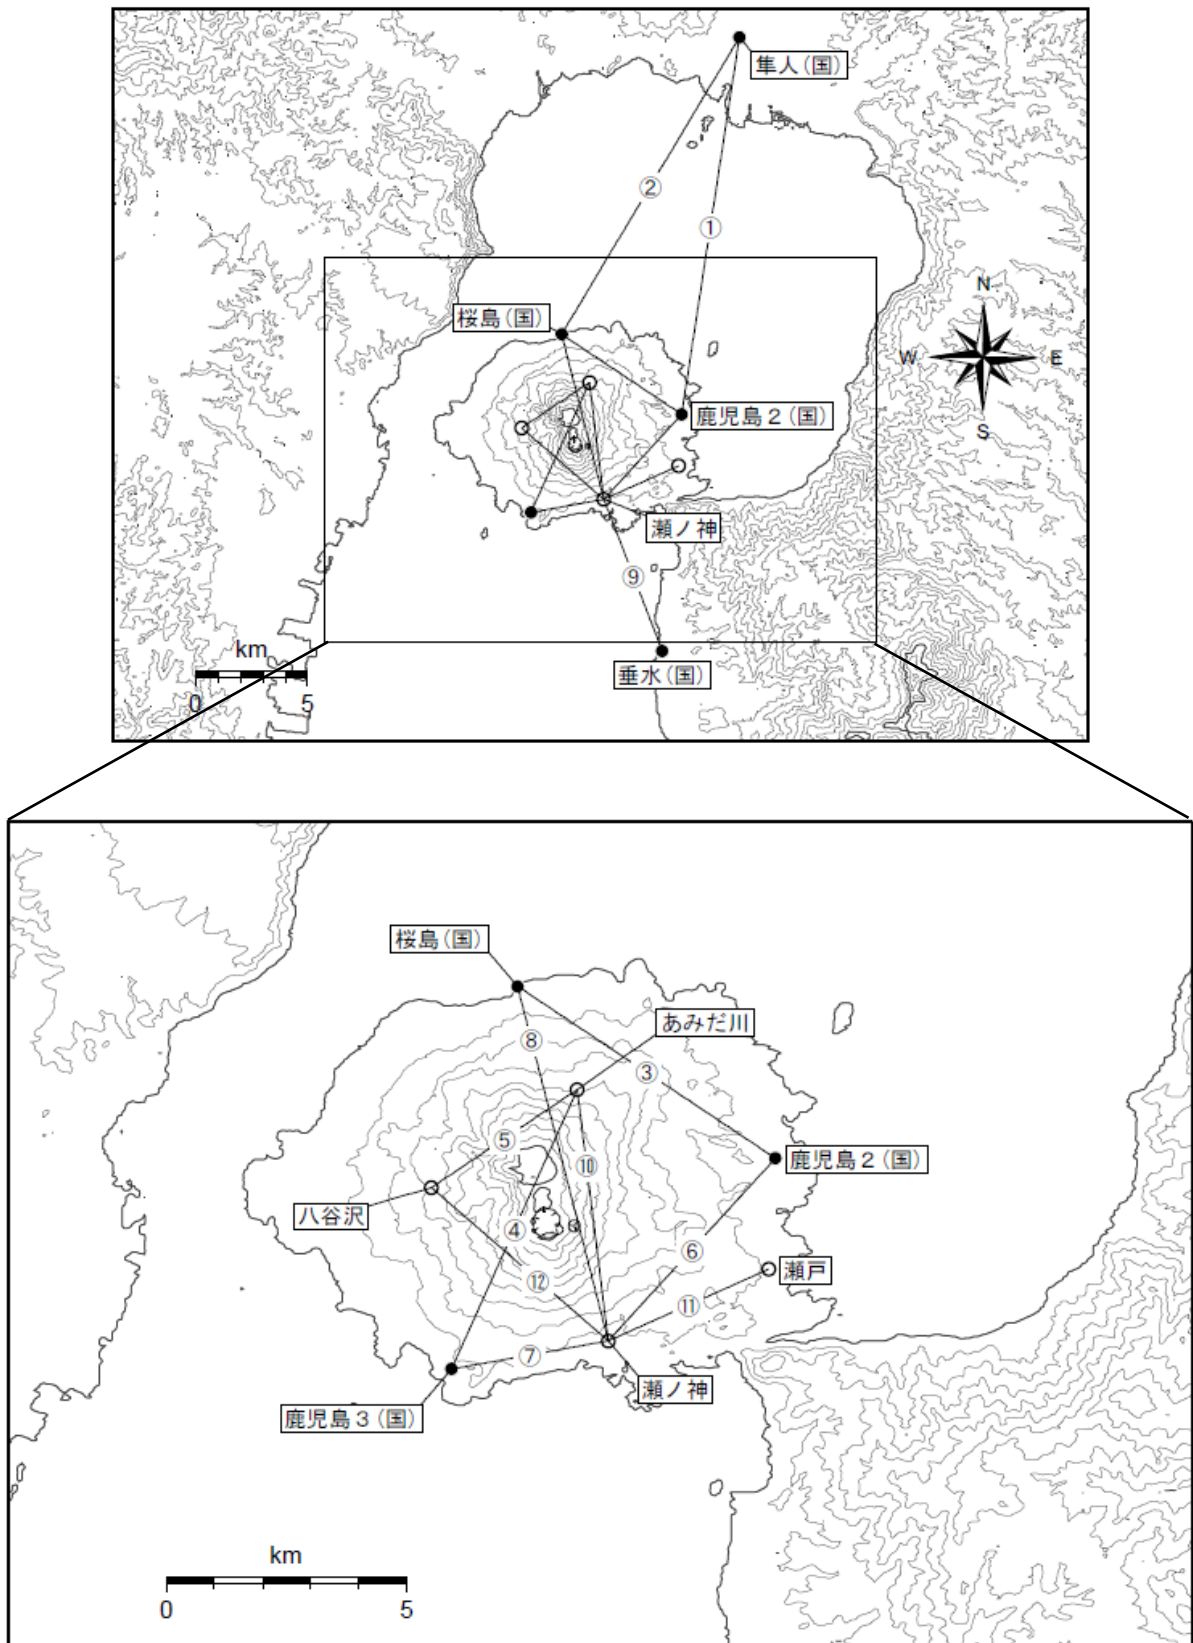 隼人(国)
②
①
N
桜島(国)
W
E
鹿児島2(国)
S
瀬ノ神
⑨
km
垂水(国)
0
5
桜島(国)
あみだ川
⑧
③
⑤
⑩
鹿児島2(国)
八谷沢
④
⑥
瀬戸
⑫
⑪
⑦
瀬ノ神
鹿児島3(国)
km
0
5